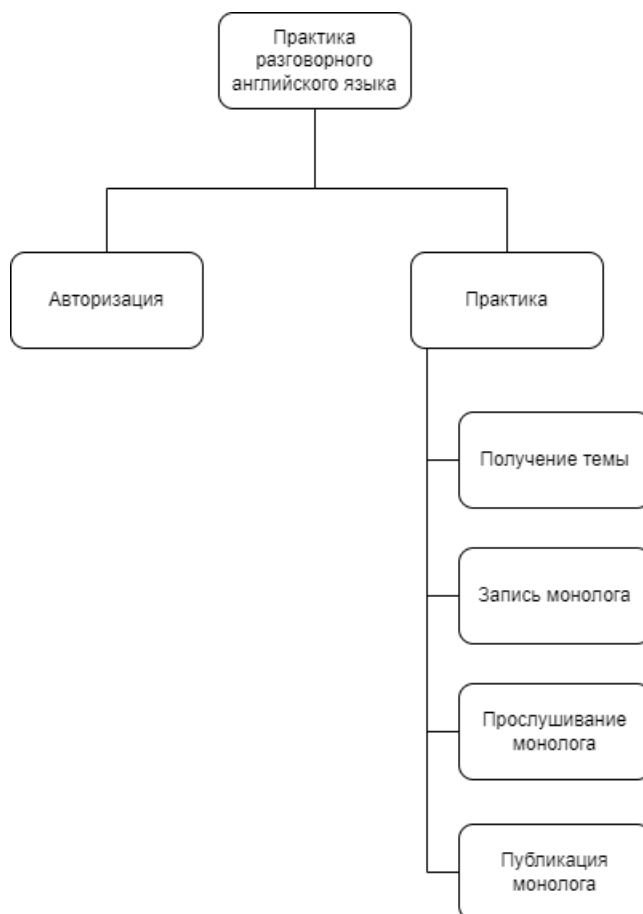 Практика
разговорного
английского языка
Авторизация
Практика
Получение темы
Запись монолога
Прослушивание
монолога
Публикация
монолога